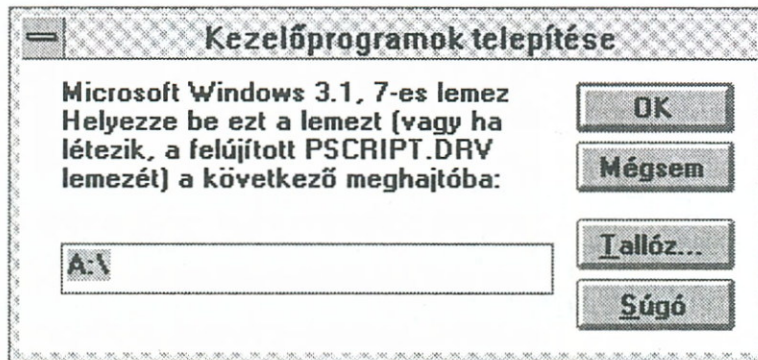 Kezelőprogramok telepítése
Microsoft Windows 3.1, 7-es lemez
Helyezze be ezt a lemezt (vagy ha
létezik, a felújított PSCRIPT.DRV
lemezét) a következő meghajtóba:
A:\
OK
Mégsem
Tallóz...
Súgó